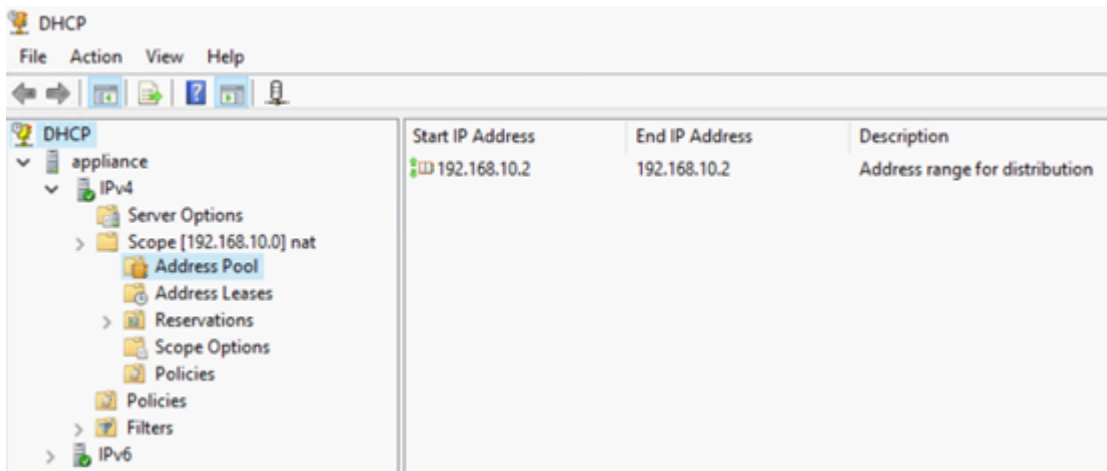 DHCP
File Action View Help
DHCP
appliance
IPv4
Server Options
Scope [192.168.10.0] nat
Address Pool
Address Leases
Reservations
Scope Options
Policies
Policies
Filters
IPv6
Start IP Address End IP Address Description
192.168.10.2 192.168.10.2 Address range for distribution